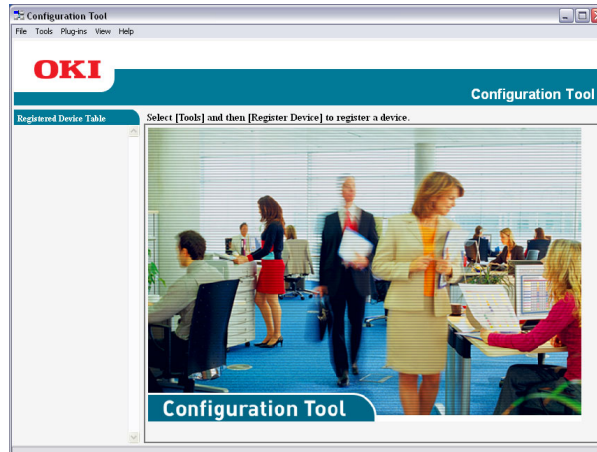 Configuration Tool
File Tools Plug-ins View Help
OKI
Configuration Tool
Registered Device Table
Select [Tools] and then [Register Device] to register a device.
Configuration Tool